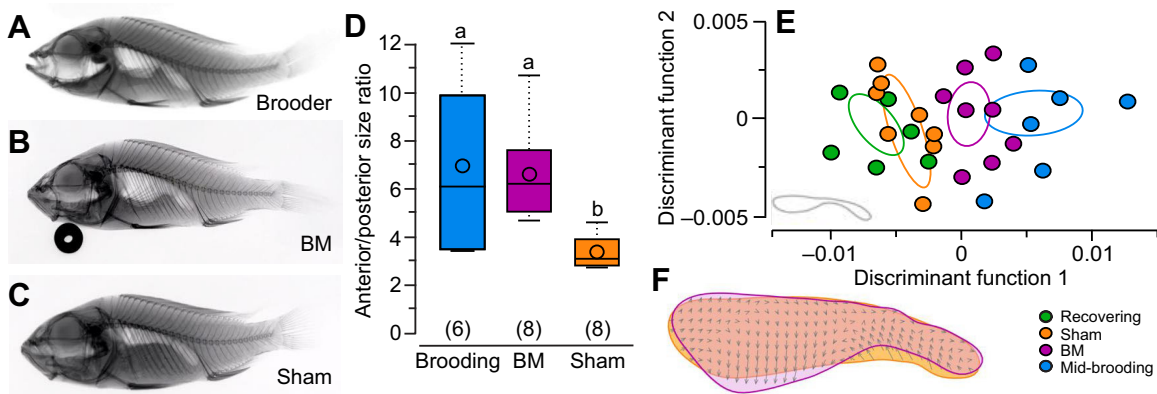 A
Brooder
B
BM
C
Sham
D
Anterior/posterior size ratio
12
10
8
6
4
2
0
a
a
b
(6)
(8)
(8)
Brooding
BM
Sham
E
Discriminant function 2
0.005
0
–0.005
–0.01
0
0.01
Discriminant function 1
F
Recovering
Sham
BM
Mid-brooding